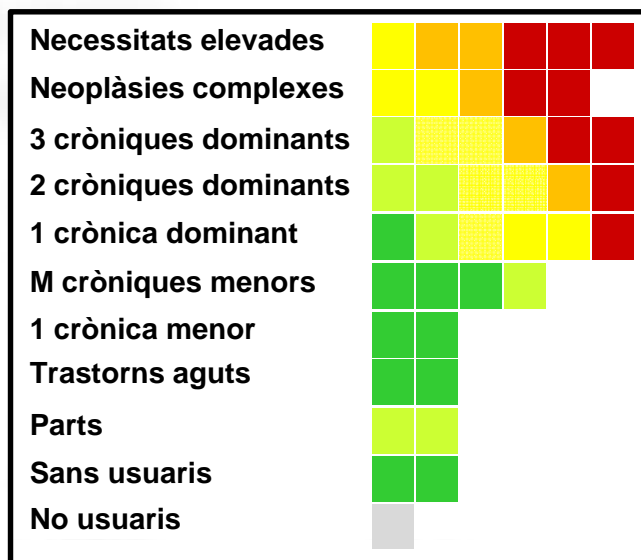 Necessitats elevades
Neoplàsies complexes
3 cròniques dominants
2 cròniques dominants
1 crònica dominant
M cròniques menors
1 crònica menor
Trastorns aguts
Parts
Sans usuaris
No usuaris